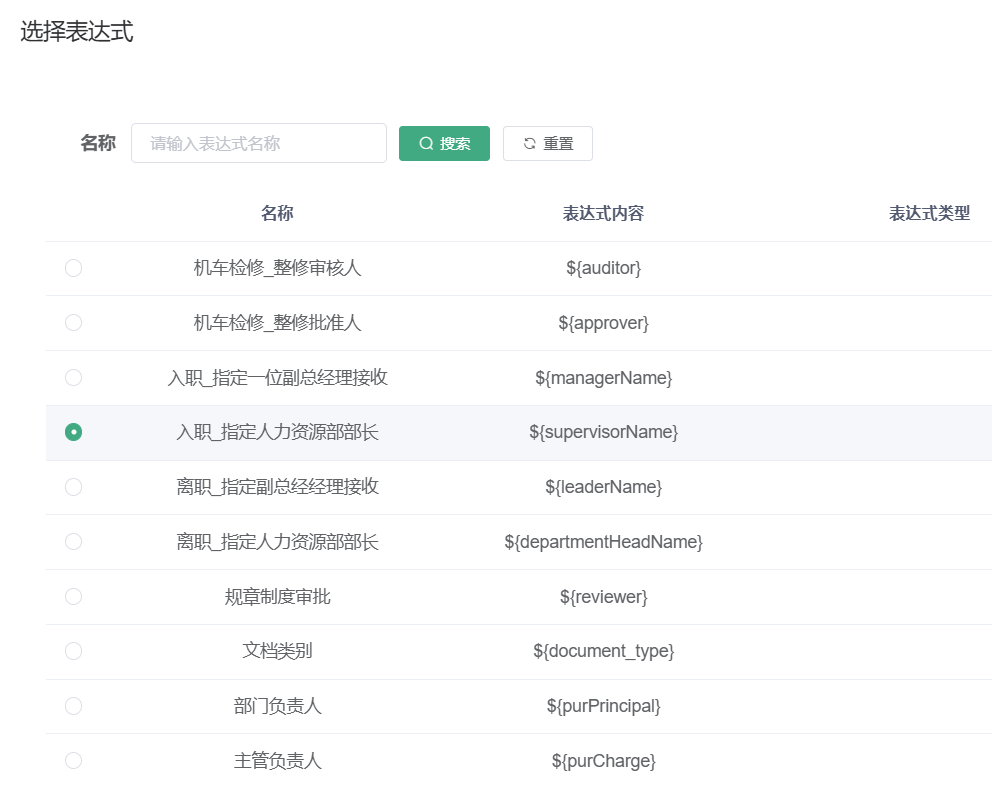 选择表达式
名称 请输入表达式名称 搜索 重置
名称 表达式内容 表达式类型
机车检修_整修审核人 ${auditor}
机车检修_整修批准人 ${approver}
入职_指定一位副总经理接收 ${managerName}
入职_指定人力资源部部长 ${supervisorName}
离职_指定副总经经理接收 ${leaderName}
离职_指定人力资源部部长 ${departmentHeadName}
规章制度审批 ${reviewer}
文档类别 ${document_type}
部门负责人 ${purPrincipal}
主管负责人 ${purCharge}